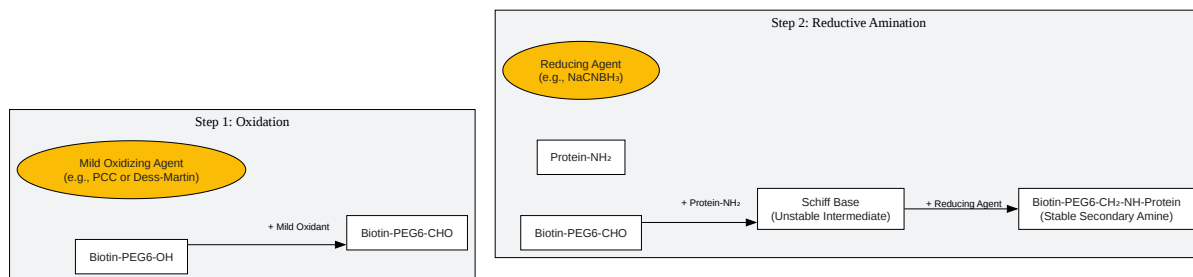 Step 1: Oxidation
Mild Oxidizing Agent
(e.g., PCC or Dess-Martin)
+ Mild Oxidant
Biotin-PEG6-CHO
Biotin-PEG6-OH
Step 2: Reductive Amination
Reducing Agent
(e.g., NaCNBH₃)
Protein-NH₂
Biotin-PEG6-CHO
+ Protein-NH₂
Schiff Base
(Unstable Intermediate)
+ Reducing Agent
Biotin-PEG6-CH₂-NH-Protein
(Stable Secondary Amine)